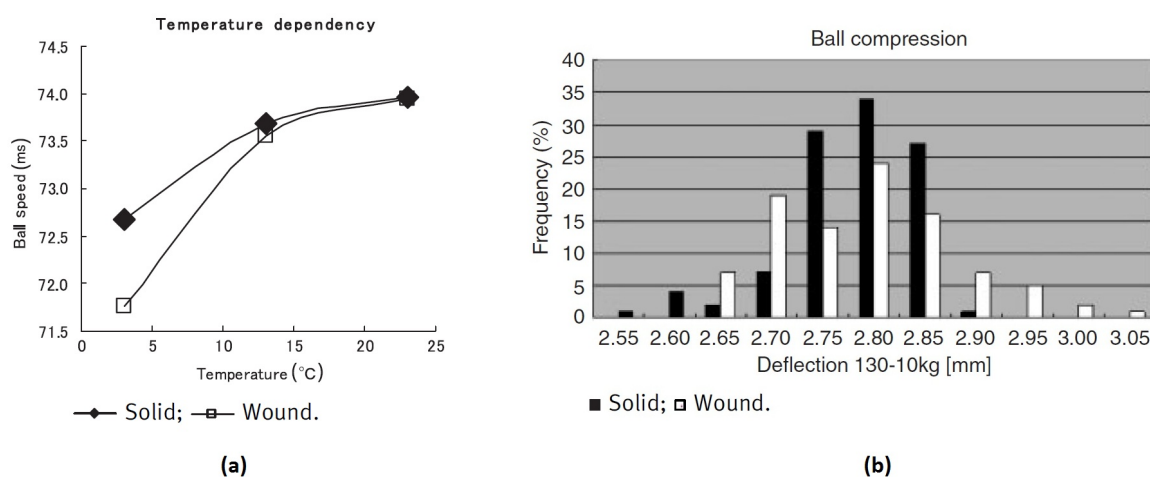 Temperature dependency
Ball speed (ms)
74.5
74.0
73.5
73.0
72.5
72.0
71.5
0 5 10 15 20 25
Temperature (°C)
Solid; Wound.
(a)
Ball compression
Frequency (%)
40
35
30
25
20
15
10
5
0
2.55 2.60 2.65 2.70 2.75 2.80 2.85 2.90 2.95 3.00 3.05
Deflection 130-10kg [mm]
Solid; Wound.
(b)